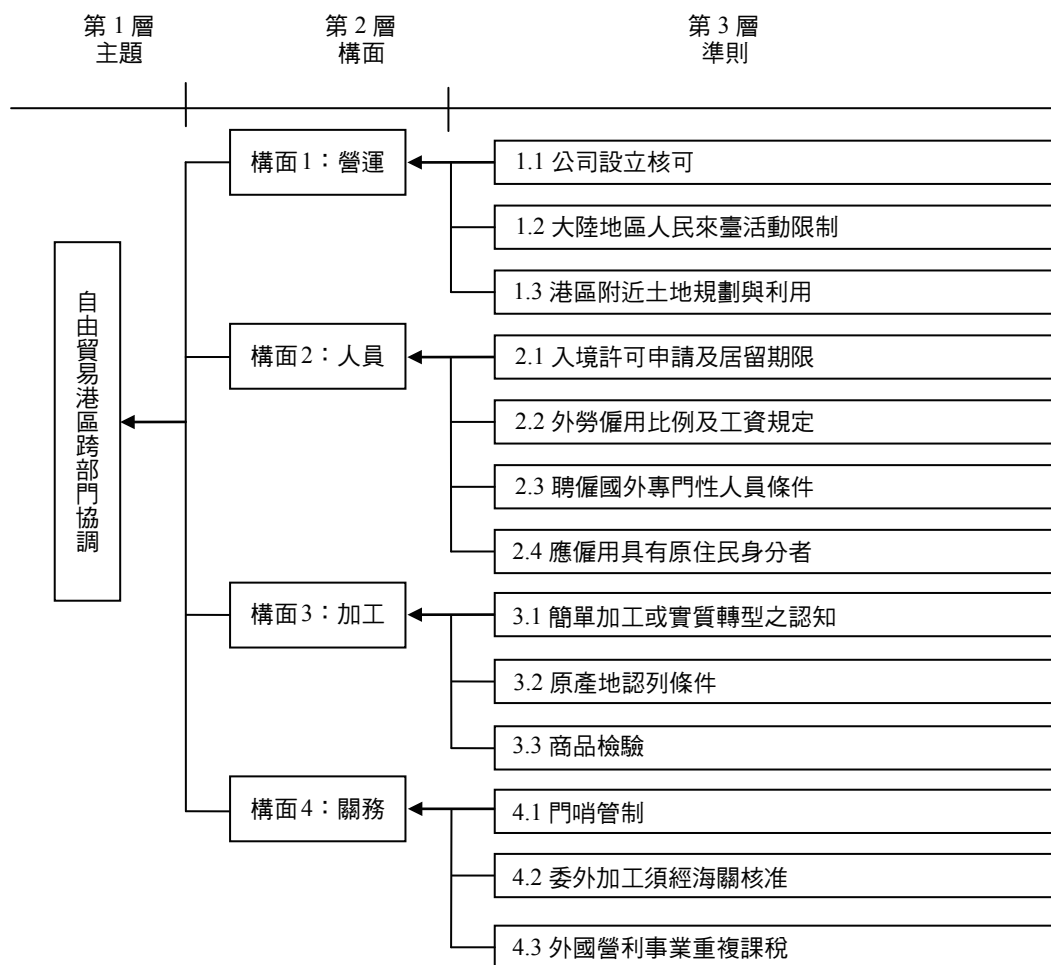 第 1 層
主題
第 2 層
構面
第 3 層
準則
自由貿易港區跨部門協調
構面 1：營運
1.1 公司設立核可
1.2 大陸地區人民來臺活動限制
1.3 港區附近土地規劃與利用
構面 2：人員
2.1 入境許可申請及居留期限
2.2 外勞僱用比例及工資規定
2.3 聘僱國外專門性人員條件
2.4 應僱用具有原住民身分者
構面 3：加工
3.1 簡單加工或實質轉型之認知
3.2 原產地認列條件
3.3 商品檢驗
構面 4：關務
4.1 門哨管制
4.2 委外加工須經海關核准
4.3 外國營利事業重複課稅